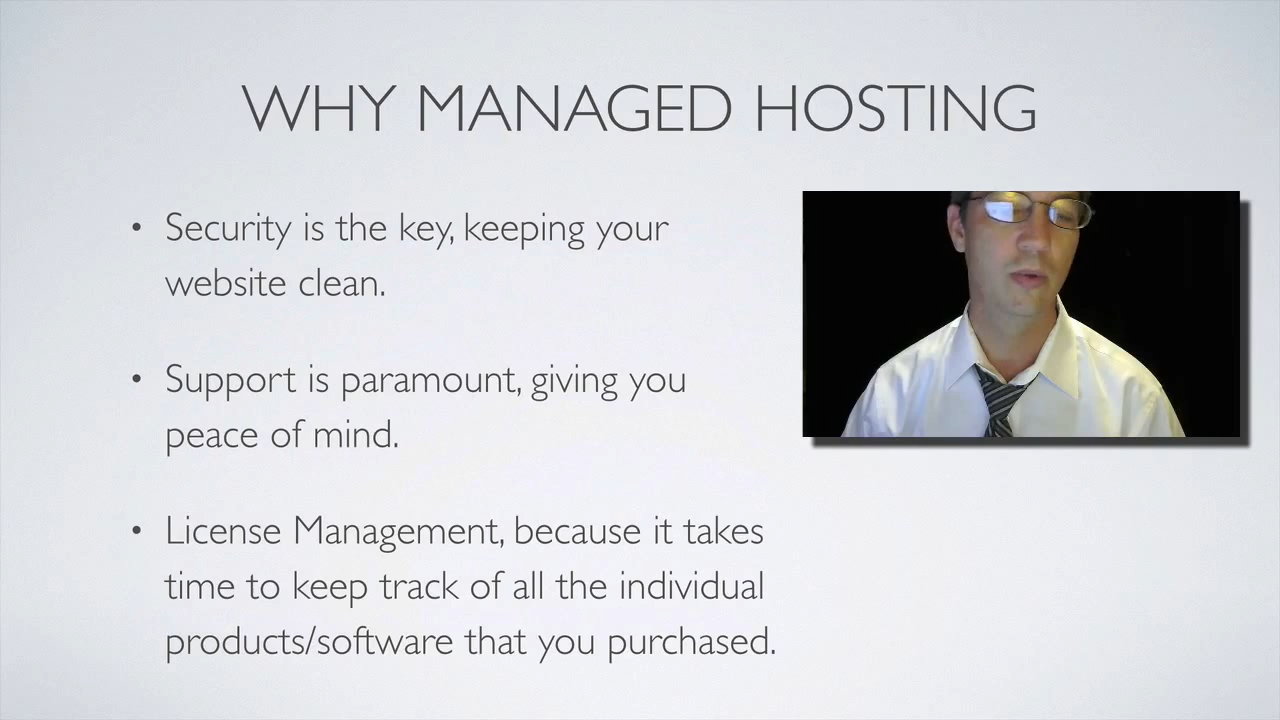 WHY MANAGED HOSTING
• Security is the key, keeping your
website clean.
• Support is paramount, giving you
peace of mind.
• License Management, because it takes
time to keep track of all the individual
products/software that you purchased.